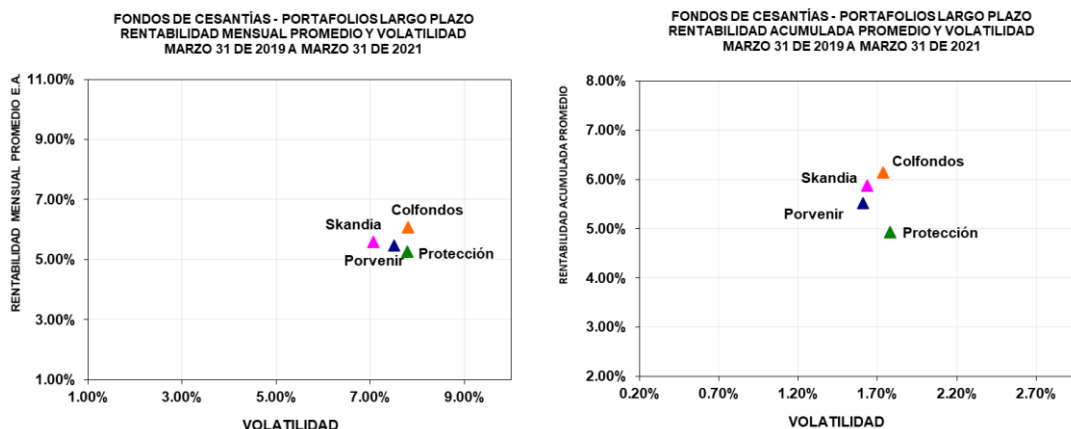 FONDOS DE CESANTÍAS - PORTAFOLIOS LARGO PLAZO
RENTABILIDAD MENSUAL PROMEDIO Y VOLATILIDAD
MARZO 31 DE 2019 A MARZO 31 DE 2021
RENTABILIDAD MENSUAL PROMEDIO E.A.
11.00%
9.00%
7.00%
5.00%
3.00%
1.00%
Colfondos
Skandia
Porvenir
Protección
1.00%
3.00%
5.00%
7.00%
9.00%
VOLATILIDAD
FONDOS DE CESANTÍAS - PORTAFOLIOS LARGO PLAZO
RENTABILIDAD ACUMULADA PROMEDIO Y VOLATILIDAD
MARZO 31 DE 2019 A MARZO 31 DE 2021
RENTABILIDAD ACUMULADA PROMEDIO
8.00%
7.00%
6.00%
5.00%
4.00%
3.00%
2.00%
Colfondos
Skandia
Porvenir
Protección
0.20%
0.70%
1.20%
1.70%
2.20%
2.70%
VOLATILIDAD